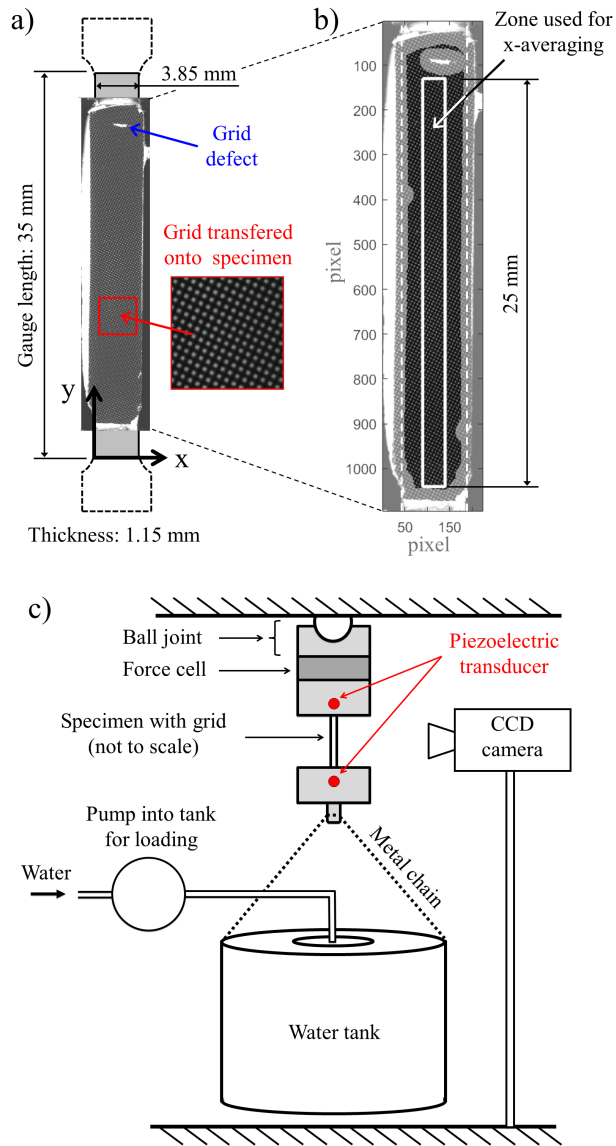 a)
3.85 mm
Grid
defect
Gauge length: 35 mm
Grid transfered
onto specimen
y
x
Thickness: 1.15 mm
b)
Zone used for
x-averaging
100
200
300
400
500
600
700
800
900
1000
pixel
25 mm
50 150
pixel
c)
Ball joint
Force cell
Piezoelectric
transducer
Specimen with grid
(not to scale)
CCD
camera
Pump into tank
for loading
Metal chain
Water
Water tank